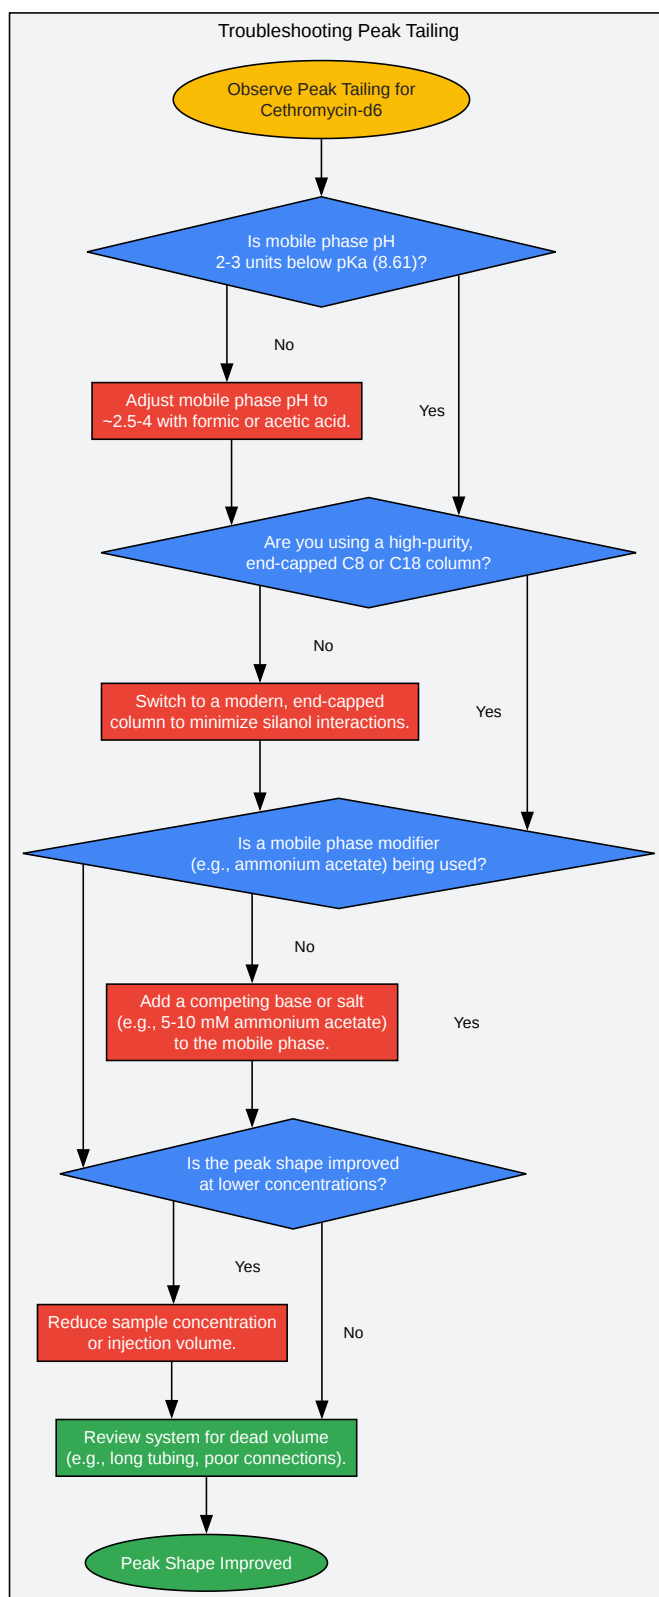 Troubleshooting Peak Tailing
Observe Peak Tailing for
Cethromycin-d6
Is mobile phase pH
2-3 units below pKa (8.61)?
No
Adjust mobile phase pH to
~2.5-4 with formic or acetic acid.
Yes
Are you using a high-purity,
end-capped C8 or C18 column?
No
Switch to a modern, end-capped
column to minimize silanol interactions.
Yes
Is a mobile phase modifier
(e.g., ammonium acetate) being used?
No
Add a competing base or salt
(e.g., 5-10 mM ammonium acetate)
to the mobile phase.
Yes
Is the peak shape improved
at lower concentrations?
Yes
Reduce sample concentration
or injection volume.
No
Review system for dead volume
(e.g., long tubing, poor connections).
Peak Shape Improved